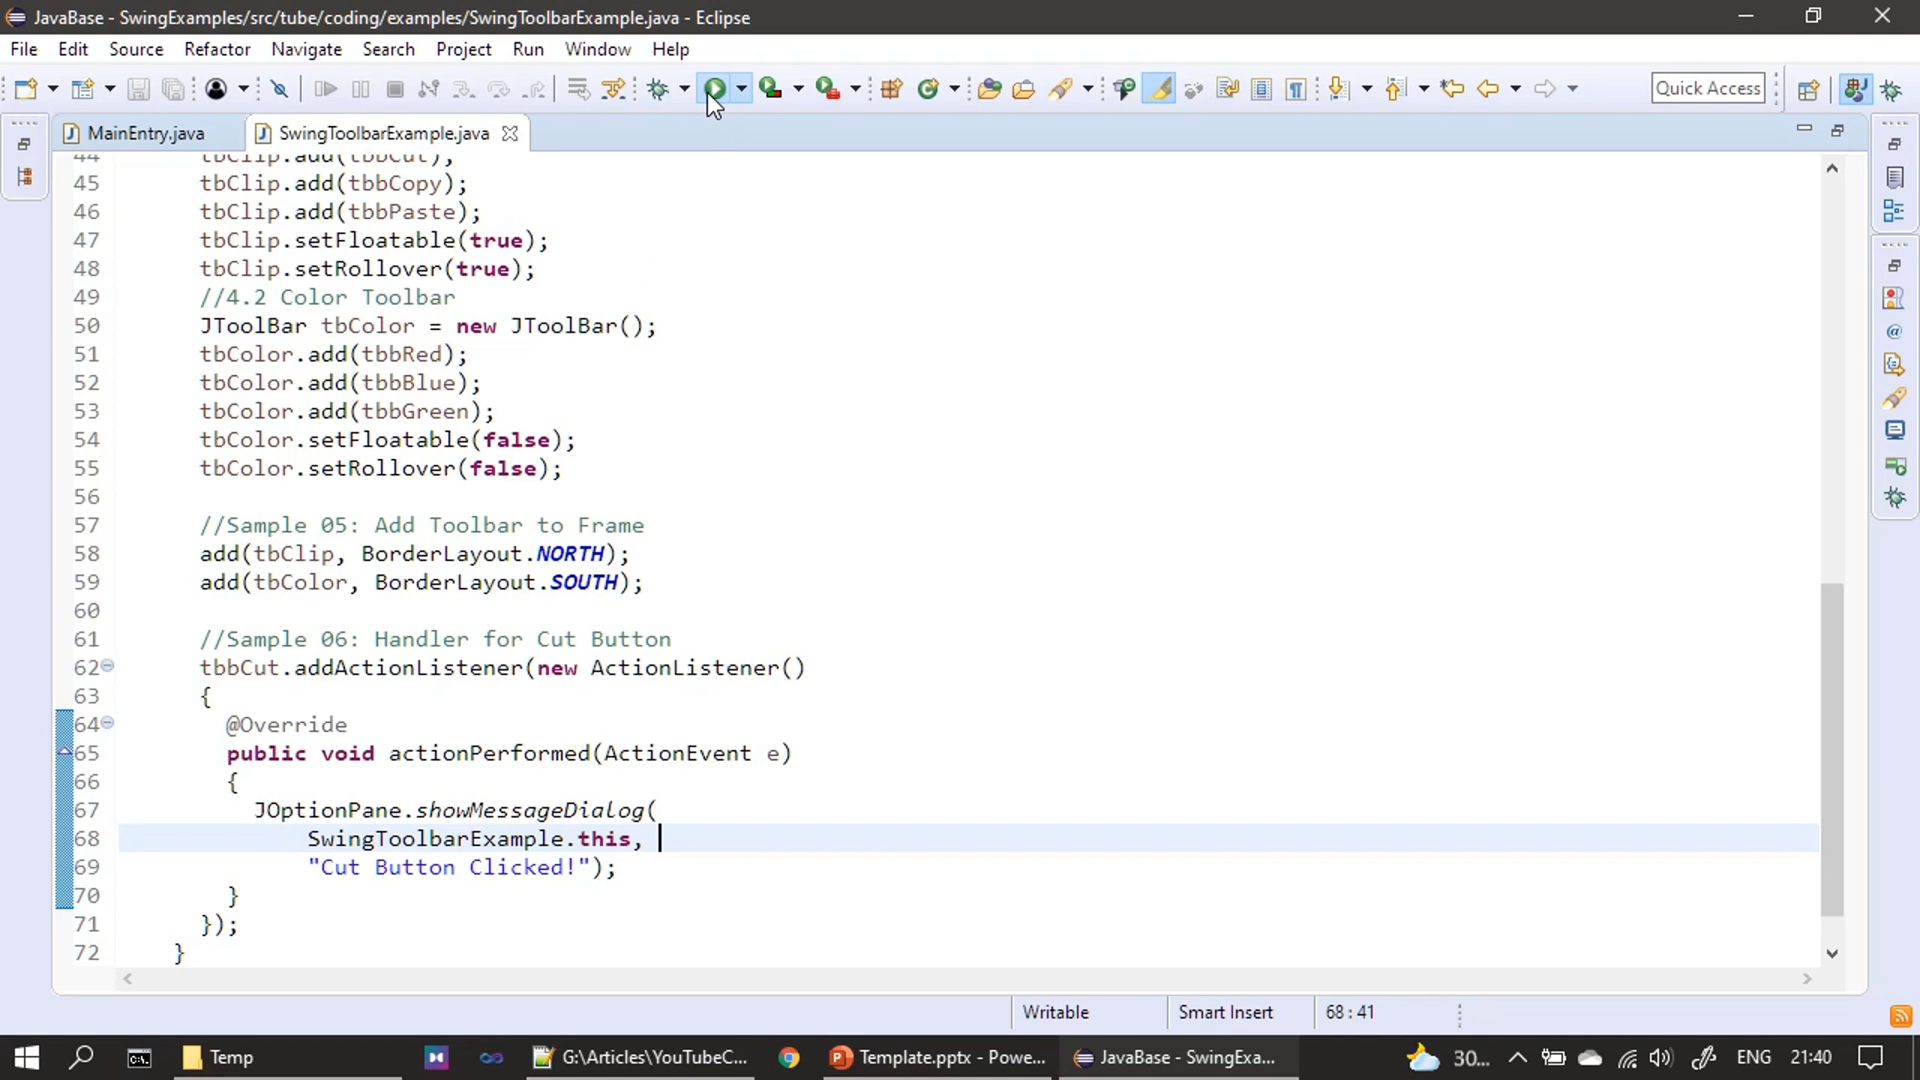 JavaBase - SwingExamples/src/tube/coding/examples/SwingToolbarExample.java - Eclipse
File Edit Source Refactor Navigate Search Project Run Window Help
Quick Access
MainEntry.java SwingToolbarExample.java
44 tbClip.add(tbbCut);
45 tbClip.add(tbbCopy);
46 tbClip.add(tbbPaste);
47 tbClip.setFloatable(true);
48 tbClip.setRollover(true);
49 //4.2 Color Toolbar
50 JToolBar tbColor = new JToolBar();
51 tbColor.add(tbbRed);
52 tbColor.add(tbbBlue);
53 tbColor.add(tbbGreen);
54 tbColor.setFloatable(false);
55 tbColor.setRollover(false);
56
57 //Sample 05: Add Toolbar to Frame
58 add(tbClip, BorderLayout.NORTH);
59 add(tbColor, BorderLayout.SOUTH);
60
61 //Sample 06: Handler for Cut Button
62 tbbCut.addActionListener(new ActionListener()
63 {
64 @Override
65 public void actionPerformed(ActionEvent e)
66 {
67 JOptionPane.showMessageDialog(
68 SwingToolbarExample.this,
69 "Cut Button Clicked!");
70 }
71 });
72 }
Writable Smart Insert 68 : 41
Temp G:\Articles\YouTubeC... Template.pptx - Powe... JavaBase - SwingExa... 30... ENG 21:40